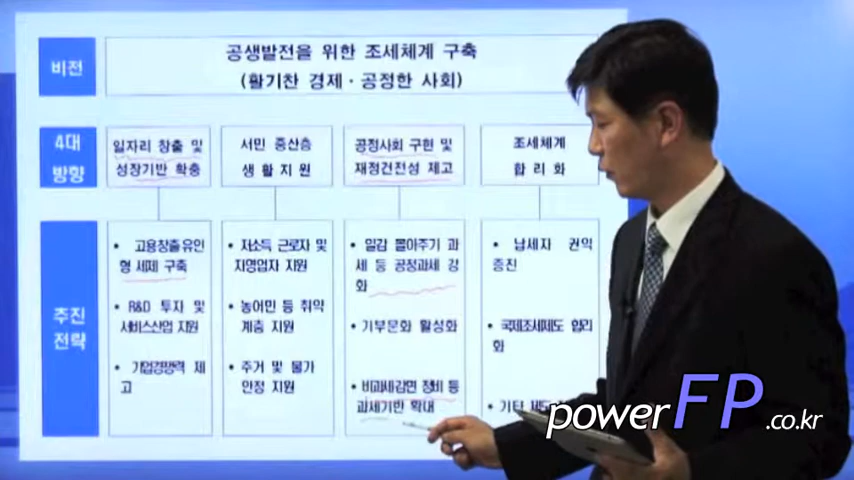 비전
공생발전을 위한 조세체계 구축
(활기찬 경제 · 공정한 사회)
4대
방향
일자리 창출 및
성장기반 확충
서민 중산층
생활지원
공정사회 구현 및
재정건전성 제고
조세체계
합리화
추진
전략
• 고용창출유인
형 세제 구축
• R&D 투자 및
서비스산업 지원
• 기업경쟁력 제
고
• 저소득 근로자 및
자영업자 지원
• 농어민 등 취약
계층 지원
• 주거 및 물가
안정 지원
• 일감 몰아주기 과
세 등 공정과세 강
화
• 기부문화 활성화
• 비과세·감면 정비 등
과세기반 확대
• 납세자 권익
증진
• 국제조세제도 합리
화
• 기타
powerFP.co.kr